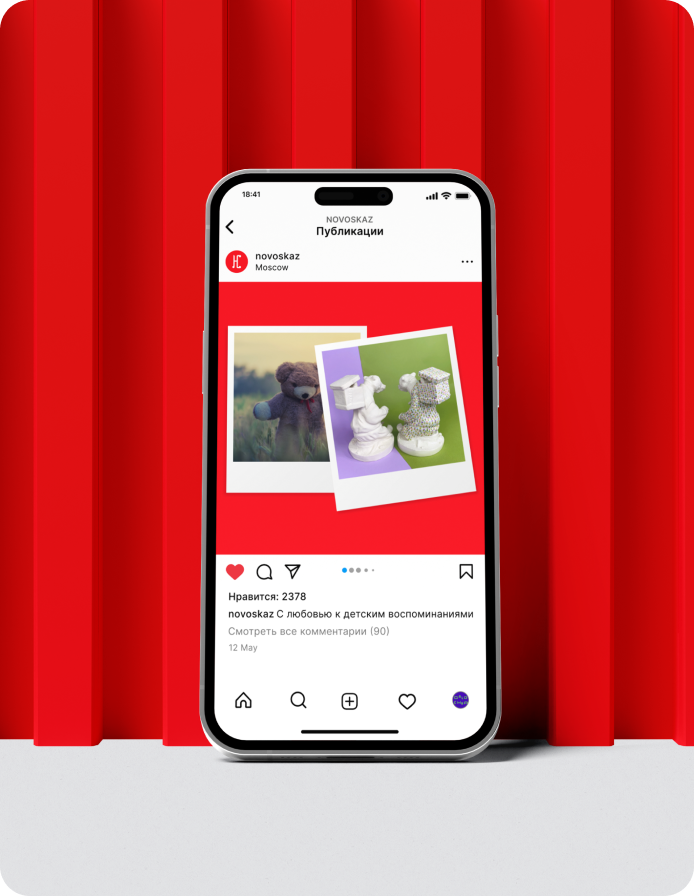 18:41
NOVOSKAZ
Публикации
novoskaz
Moscow
Нравится: 2378
novoskaz С любовью к детским воспоминаниями
Смотреть все комментарии (90)
12 May